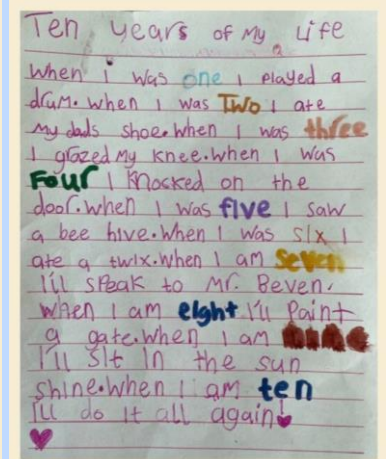 Ten years of My Life
When I was one I played a
drum. when I was Two I ate
My dads shoe. When I was three
I grazed My knee. when I was
Four I knocked on the
door. when I was five I saw
a bee hive. When I was six I
ate a twix. when I am seven
I'll speak to Mr. Beven.
when I am eight I'll Paint
a gate. when I am nine
I'll sit in the sun
shine. when I am ten
I'll do it all again!